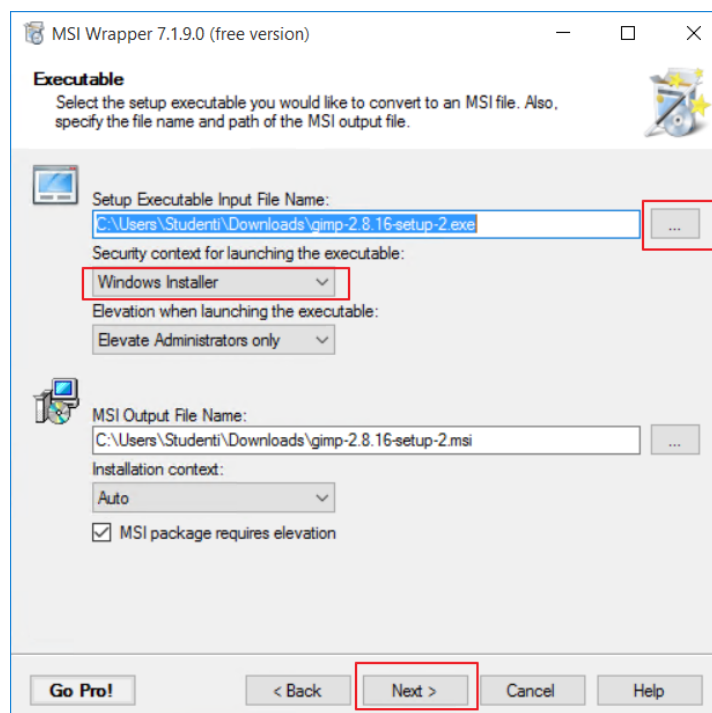 MSI Wrapper 7.1.9.0 (free version)
Executable
Select the setup executable you would like to convert to an MSI file. Also,
specify the file name and path of the MSI output file.
Setup Executable Input File Name:
C:\Users\Studenti\Downloads\gimp-2.8.16-setup-2.exe
...
Security context for launching the executable:
Windows Installer
Elevation when launching the executable:
Elevate Administrators only
MSI Output File Name:
C:\Users\Studenti\Downloads\gimp-2.8.16-setup-2.msi
...
Installation context:
Auto
MSI package requires elevation
Go Pro! < Back Next > Cancel Help